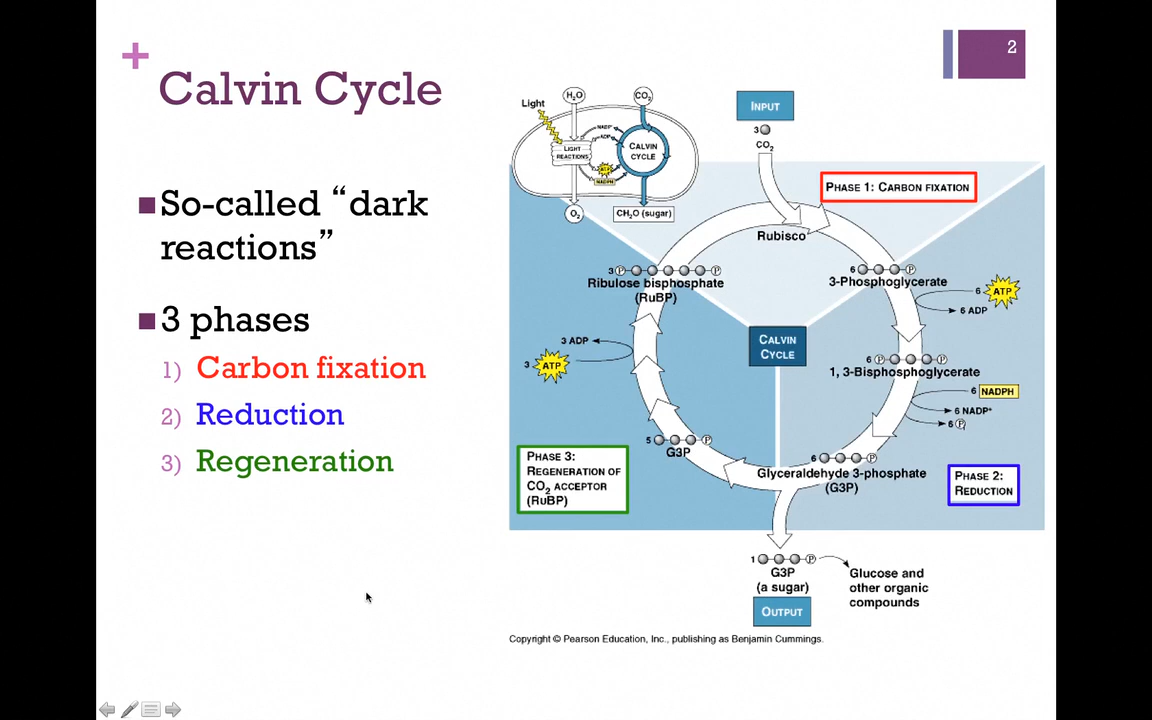 +
2
Calvin Cycle
■So-called “dark
reactions”
■3 phases
1) Carbon fixation
2) Reduction
3) Regeneration
Light
H₂O
CO₂
NADP⁺
ADP
LIGHT
REACTIONS
CALVIN
CYCLE
ATP
NADPH
O₂
CH₂O (sugar)
INPUT
3
CO₂
PHASE 1: CARBON FIXATION
Rubisco
3 P P
Ribulose bisphosphate
(RuBP)
6 P
3-Phosphoglycerate
6 ATP
6 ADP
3 ADP
3 ATP
CALVIN
CYCLE
6 P P
1, 3-Bisphosphoglycerate
6 NADPH
6 NADP⁺
6 P
5 P
G3P
6 P
Glyceraldehyde 3-phosphate
(G3P)
PHASE 3:
REGENERATION OF
CO₂ ACCEPTOR
(RuBP)
PHASE 2:
REDUCTION
1 P
G3P
(a sugar)
Glucose and
other organic
compounds
OUTPUT
Copyright © Pearson Education, Inc., publishing as Benjamin Cummings.